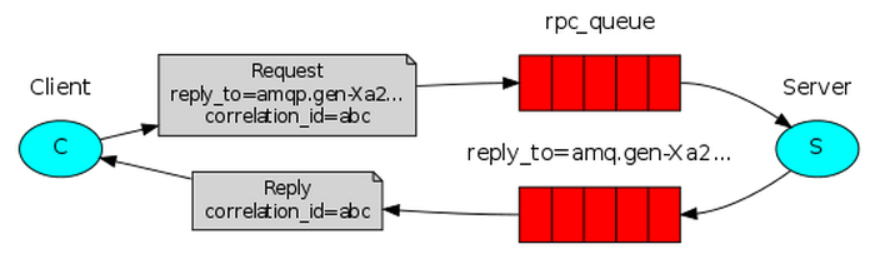 rpc_queue
Client
Request
reply_to=amqp.gen-Xa2...
correlation_id=abc
Server
C
S
reply_to=amq.gen-Xa2...
Reply
correlation_id=abc